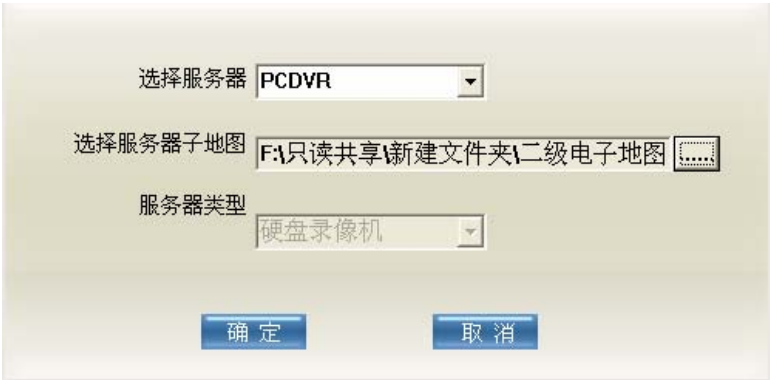 选择服务器 PCDVR
选择服务器子地图 F:\只读共享\新建文件夹\二级电子地图 .....
服务器类型 硬盘录像机
确 定 取 消